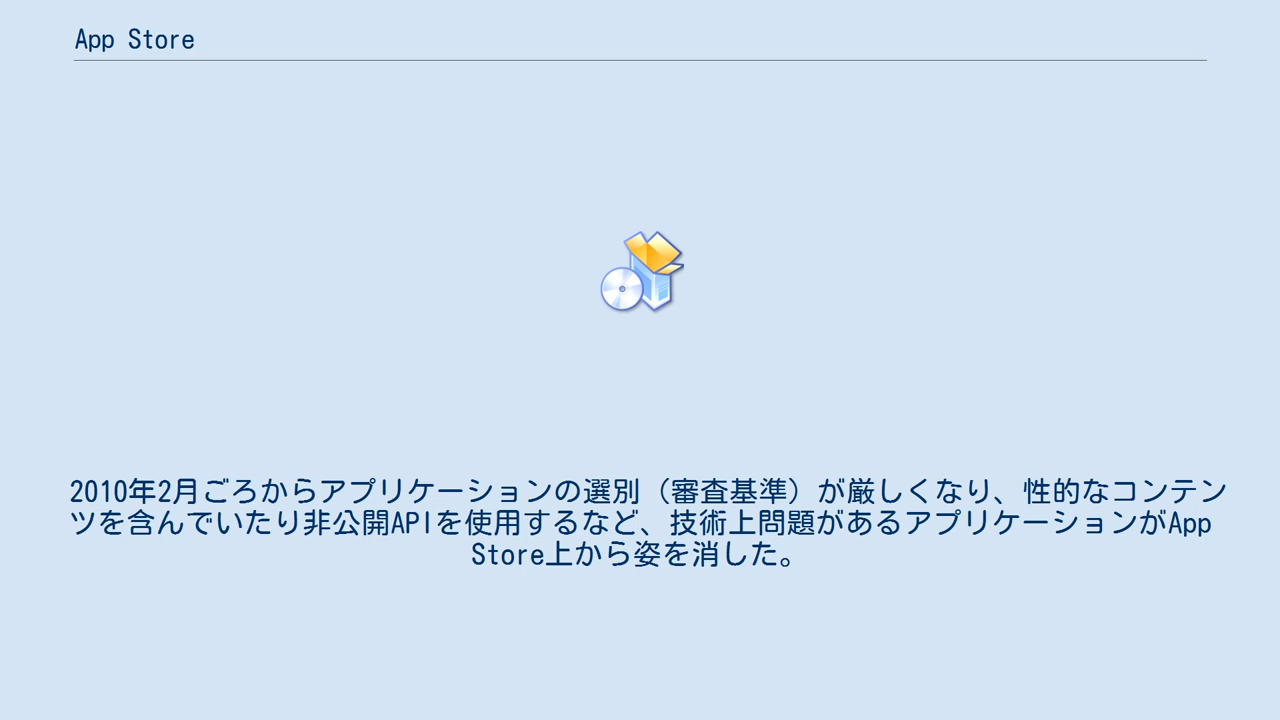 App Store
2010年2月ごろからアプリケーションの選別（審査基準）が厳しくなり、性的なコンテン
ツを含んでいたり非公開APIを使用するなど、技術上問題があるアプリケーションがApp
Store上から姿を消した。